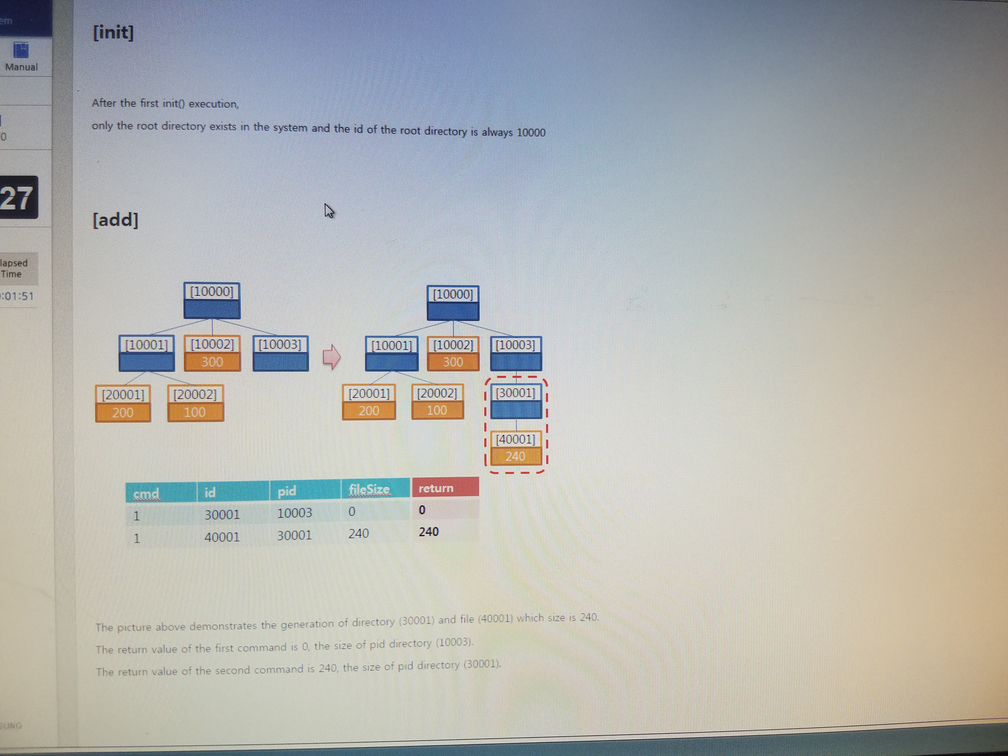 em
Manual
0
27
lapsed
Time
:01:51
SUNG
[init]
After the first init() execution,
only the root directory exists in the system and the id of the root directory is always 10000
[add]
[10000]
[10001] [10002] [10003]
300
[20001] [20002]
200 100
[10000]
[10001] [10002] [10003]
300
[20001] [20002] [30001]
200 100
[40001]
240
cmd id pid fileSize return
1 30001 10003 0 0
1 40001 30001 240 240
The picture above demonstrates the generation of directory (30001) and file (40001) which size is 240.
The return value of the first command is 0, the size of pid directory (10003).
The return value of the second command is 240, the size of pid directory (30001).